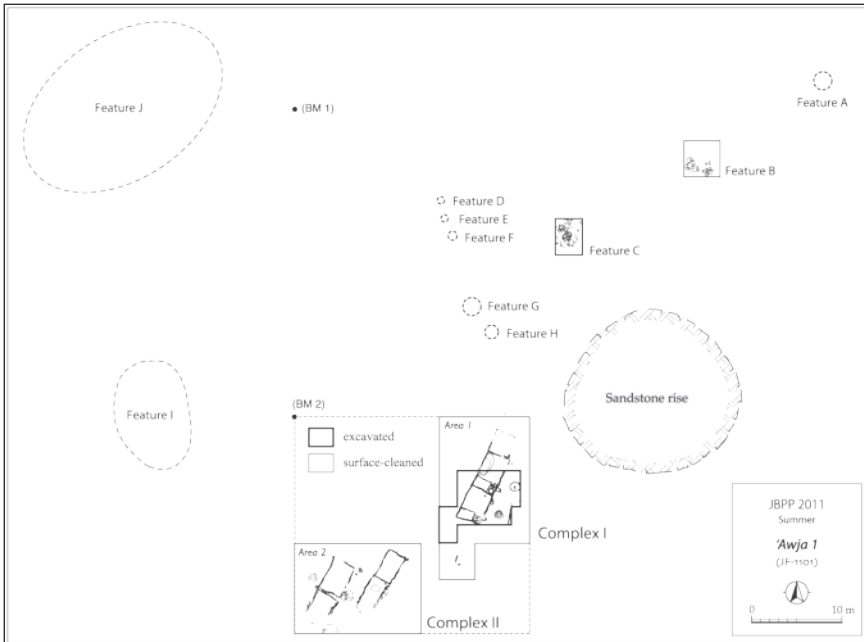 Feature J
(BM 1)
Feature A
Feature B
Feature D
Feature E
Feature F
Feature C
Feature G
Feature H
Sandstone rise
Feature I
(BM 2)
excavated
surface-cleaned
Area 1
Complex I
Area 2
Complex II
JBPP 2011
Summer
'Awja 1
(JF-1101)
0 10 m